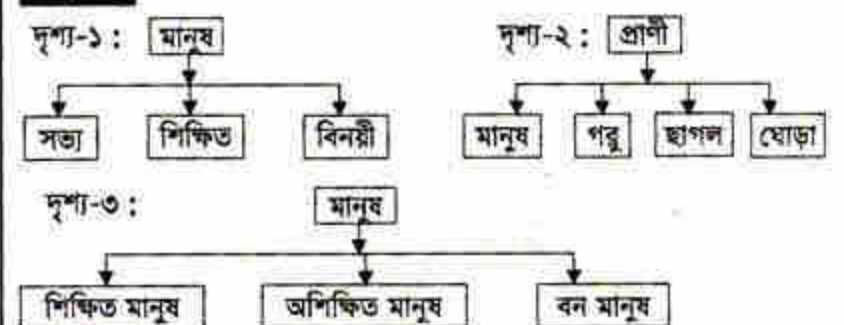 দৃশ্য-১ : মানুষ দৃশ্য-২ : প্রাণী
সভ্য শিক্ষিত বিনয়ী মানুষ গরু ছাগল ঘোড়া
দৃশ্য-৩ : মানুষ
শিক্ষিত মানুষ অশিক্ষিত মানুষ বন মানুষ